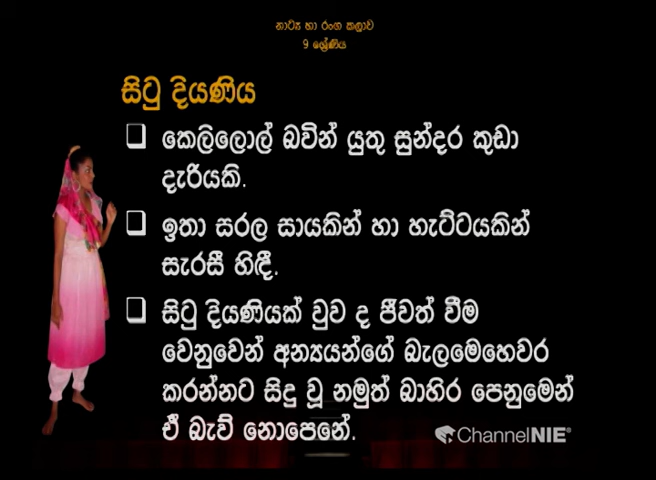 නාට්‍ය හා රංග කලාව
9 ශ්‍රේණිය
සිටු දියණිය
❑ කෙලිලොල් බවින් යුතු සුන්දර කුඩා
දැරියකි.
❑ ඉතා සරල සායකින් හා හැට්ටයකින්
සැරසී හිඳී.
❑ සිටු දියණියක් වුව ද ජීවත් වීම
වෙනුවෙන් අන්‍යයන්ගේ බැලමෙහෙවර
කරන්නට සිදු වූ නමුත් බාහිර පෙනුමෙන්
ඒ බැව් නොපෙනේ.
ChannelNIE®